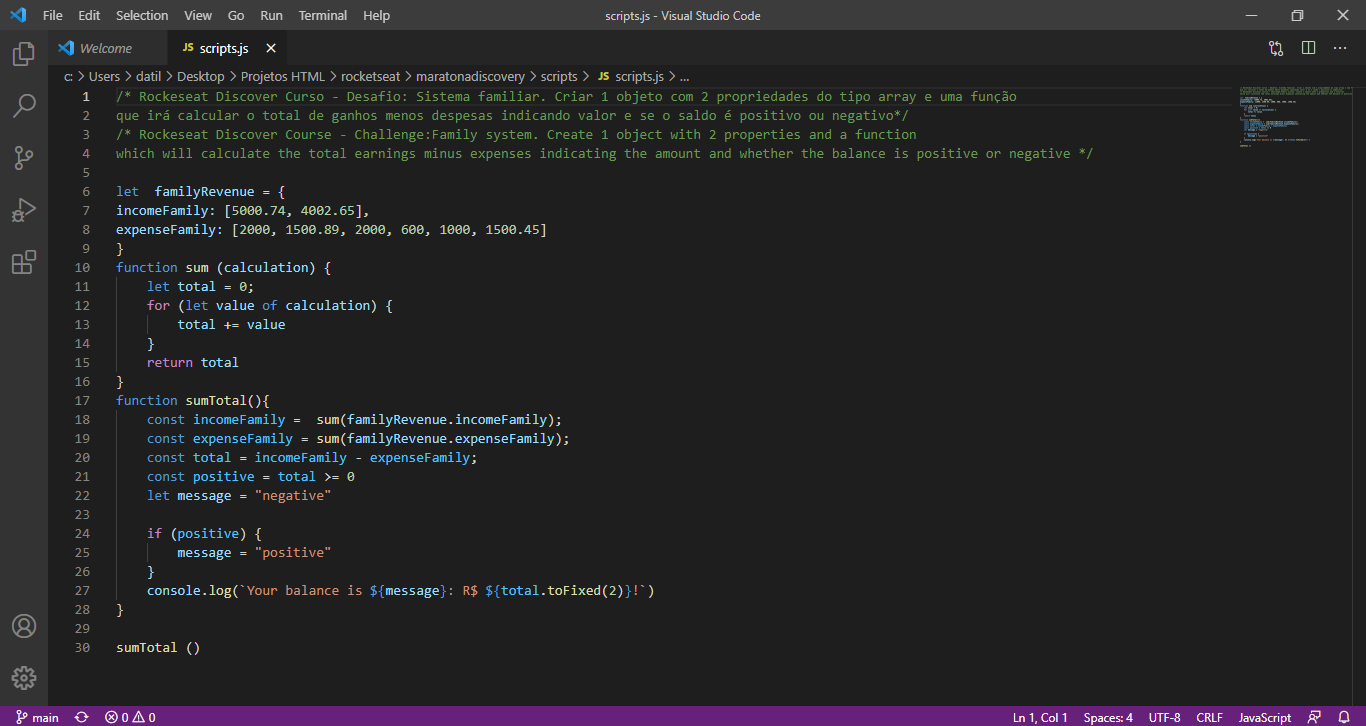 File Edit Selection View Go Run Terminal Help scripts.js - Visual Studio Code
Welcome JS scripts.js
c: > Users > datil > Desktop > Projetos HTML > rocketseat > maratonadiscovery > scripts > JS scripts.js > ...
1 /* Rockeseat Discover Curso - Desafio: Sistema familiar. Criar 1 objeto com 2 propriedades do tipo array e uma função
2 que irá calcular o total de ganhos menos despesas indicando valor e se o saldo é positivo ou negativo*/
3 /* Rockeseat Discover Course - Challenge:Family system. Create 1 object with 2 properties and a function
4 which will calculate the total earnings minus expenses indicating the amount and whether the balance is positive or negative */
5
6 let  familyRevenue = {
7 incomeFamily: [5000.74, 4002.65],
8 expenseFamily: [2000, 1500.89, 2000, 600, 1000, 1500.45]
9 }
10 function sum (calculation) {
11     let total = 0;
12     for (let value of calculation) {
13         total += value
14     }
15     return total
16 }
17 function sumTotal(){
18     const incomeFamily =  sum(familyRevenue.incomeFamily);
19     const expenseFamily = sum(familyRevenue.expenseFamily);
20     const total = incomeFamily - expenseFamily;
21     const positive = total >= 0
22     let message = "negative"
23
24     if (positive) {
25         message = "positive"
26     }
27     console.log(`Your balance is ${message}: R$ ${total.toFixed(2)}!`)
28 }
29
30 sumTotal ()
main 0 0 Ln 1, Col 1 Spaces: 4 UTF-8 CRLF JavaScript